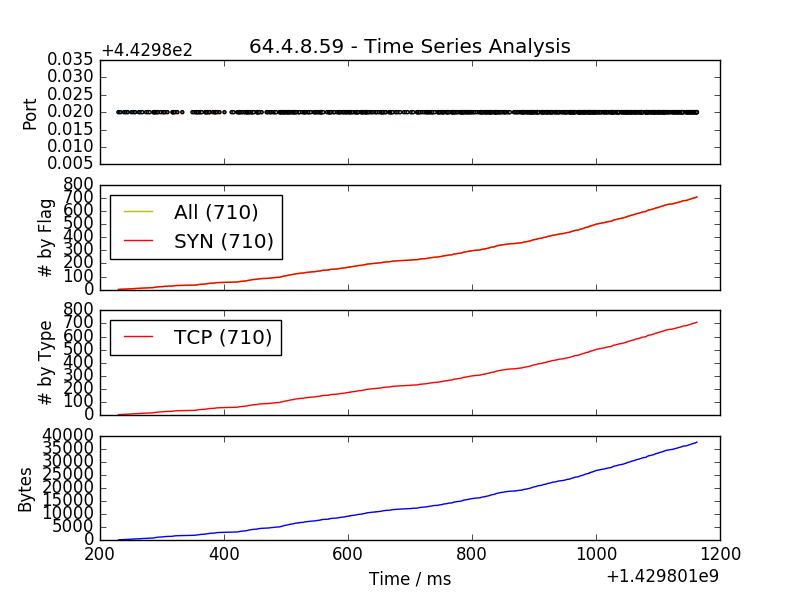 +4.4298e2
64.4.8.59 - Time Series Analysis
Port
0.035
0.030
0.025
0.020
0.015
0.010
0.005
# by Flag
800
700
600
500
400
300
200
100
0
All (710)
SYN (710)
# by Type
800
700
600
500
400
300
200
100
0
TCP (710)
Bytes
40000
35000
30000
25000
20000
15000
10000
5000
0
200 400 600 800 1000 1200
Time / ms
+1.429801e9